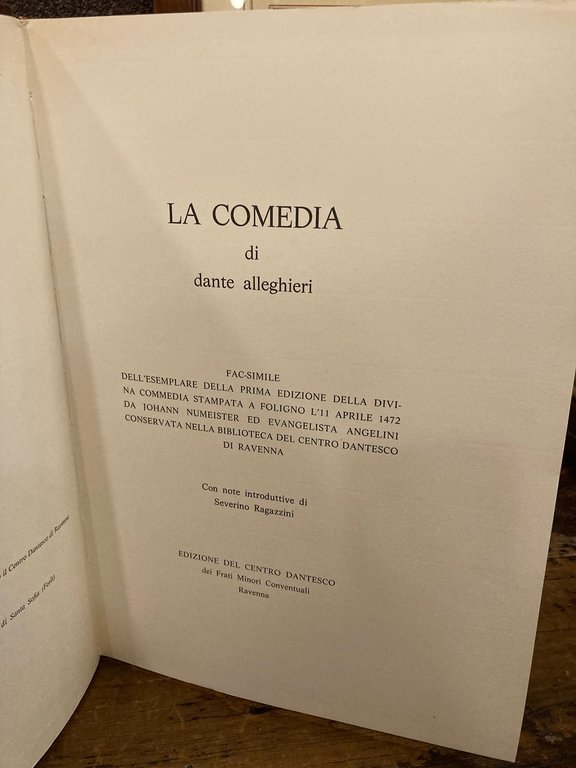 LA COMEDIA
di
dante alleghieri
FAC-SIMILE
DELL'ESEMPLARE DELLA PRIMA EDIZIONE DELLA DIVI-
NA COMMEDIA STAMPATA A FOLIGNO L'11 APRILE 1472
DA JOHANN NUMEISTER ED EVANGELISTA ANGELINI
CONSERVATA NELLA BIBLIOTECA DEL CENTRO DANTESCO
DI RAVENNA
Con note introduttive di
Severino Ragazzini
EDIZIONE DEL CENTRO DANTESCO
dei Frati Minori Conventuali
Ravenna
il Centro Dantesco di Ravenna
di Santa Sofia (Forlì)